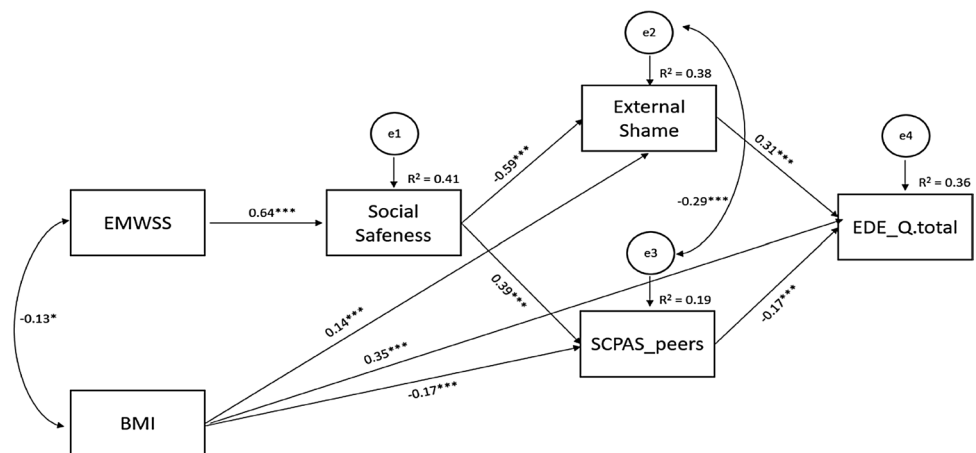 e2
R² = 0.38
External
Shame
e1
R² = 0.41
-0.59***
0.31***
e4
R² = 0.36
EMWSS
0.64***
Social
Safeness
-0.29***
EDE_Q.total
e3
R² = 0.19
0.39***
-0.13*
0.14***
SCPAS_peers
-0.17***
0.35***
-0.17***
BMI